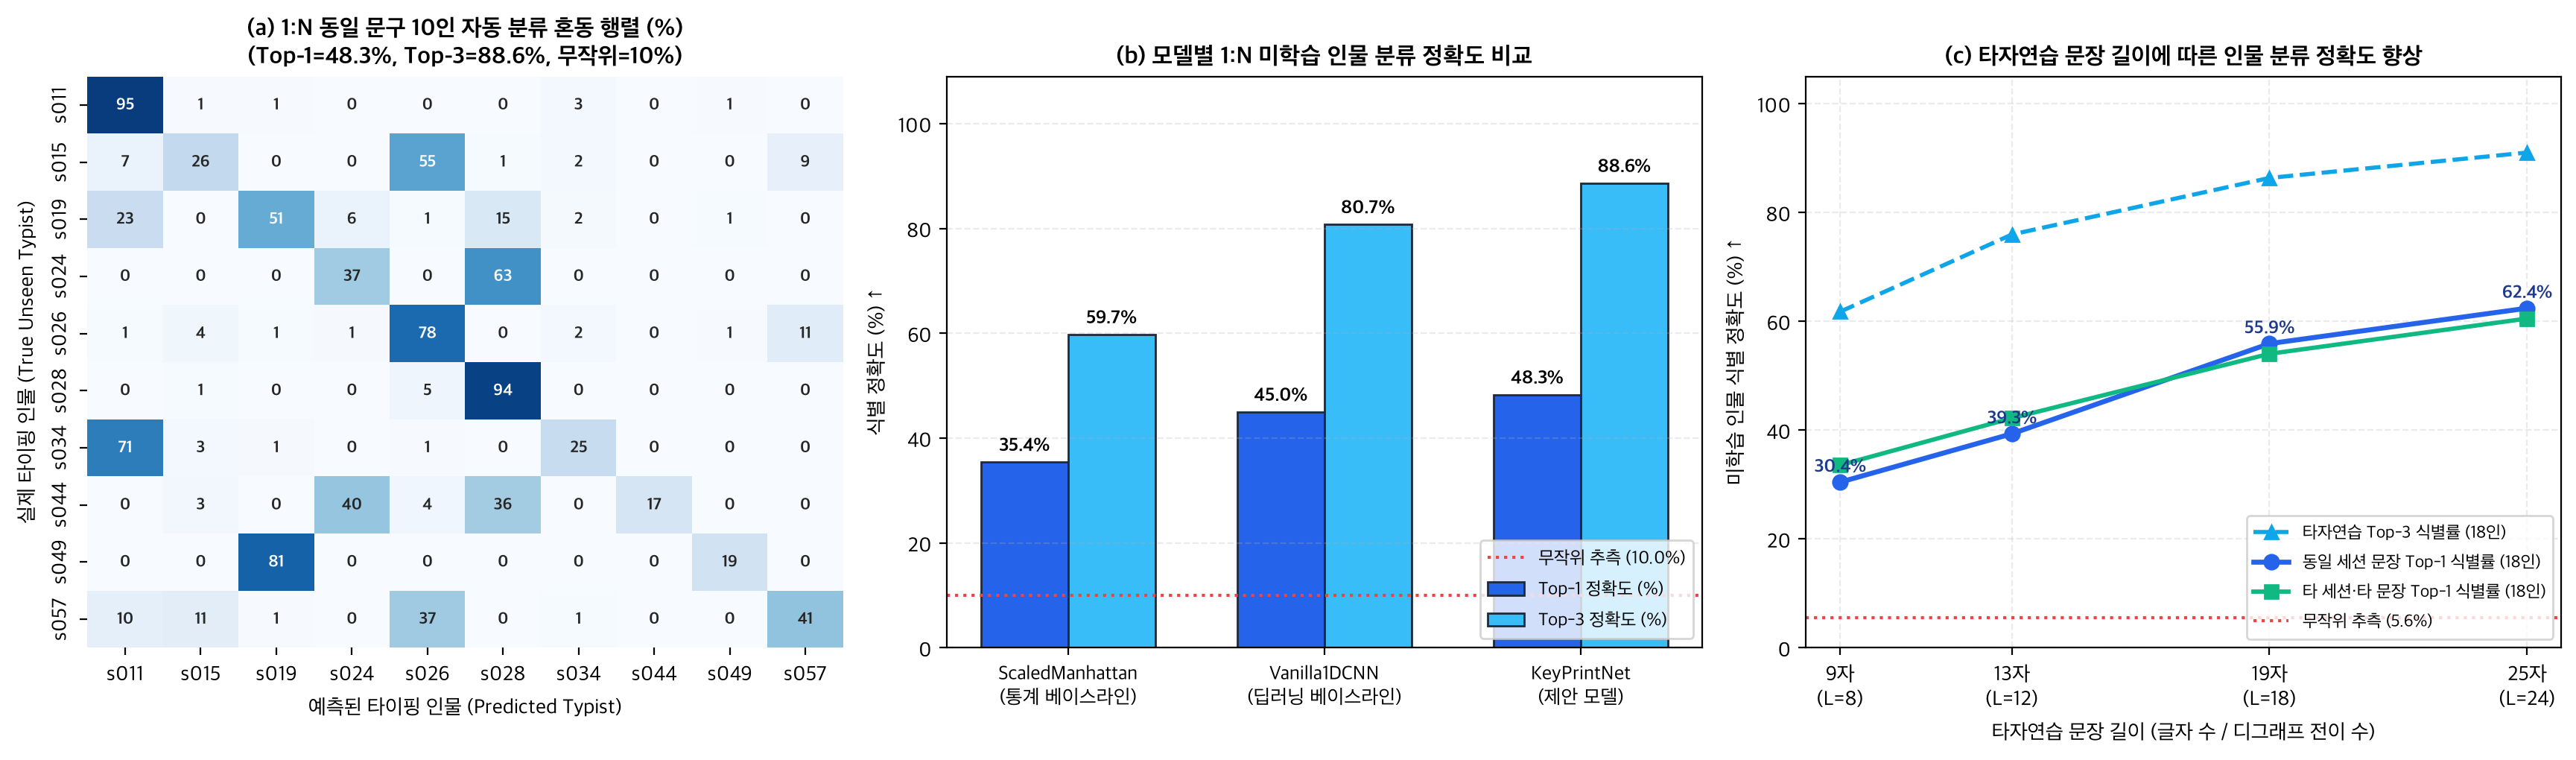 (a) 1:N 동일 문구 10인 자동 분류 혼동 행렬 (%)
(Top-1=48.3%, Top-3=88.6%, 무작위=10%)
실제 타이핑 인물 (True Unseen Typist)
s011 95 1 1 0 0 0 3 0 1 0
s015 7 26 0 0 55 1 2 0 0 9
s019 23 0 51 6 1 15 2 0 1 0
s024 0 0 0 37 0 63 0 0 0 0
s026 1 4 1 1 78 0 2 0 1 11
s028 0 1 0 0 5 94 0 0 0 0
s034 71 3 1 0 1 0 25 0 0 0
s044 0 3 0 40 4 36 0 17 0 0
s049 0 0 81 0 0 0 0 0 19 0
s057 10 11 1 0 37 0 1 0 0 41
s011 s015 s019 s024 s026 s028 s034 s044 s049 s057
예측된 타이핑 인물 (Predicted Typist)
(b) 모델별 1:N 미학습 인물 분류 정확도 비교
식별 정확도 (%) ↑
100
80
60
40
20
0
35.4%
59.7%
45.0%
80.7%
48.3%
88.6%
무작위 추측 (10.0%)
Top-1 정확도 (%)
Top-3 정확도 (%)
ScaledManhattan
(통계 베이스라인)
Vanilla1DCNN
(딥러닝 베이스라인)
KeyPrintNet
(제안 모델)
(c) 타자연습 문장 길이에 따른 인물 분류 정확도 향상
미학습 인물 식별 정확도 (%) ↑
100
80
60
40
20
0
30.4%
39.3%
55.9%
62.4%
타자연습 Top-3 식별률 (18인)
동일 세션 문장 Top-1 식별률 (18인)
타 세션·타 문장 Top-1 식별률 (18인)
무작위 추측 (5.6%)
9자
(L=8)
13자
(L=12)
19자
(L=18)
25자
(L=24)
타자연습 문장 길이 (글자 수 / 디그래프 전이 수)